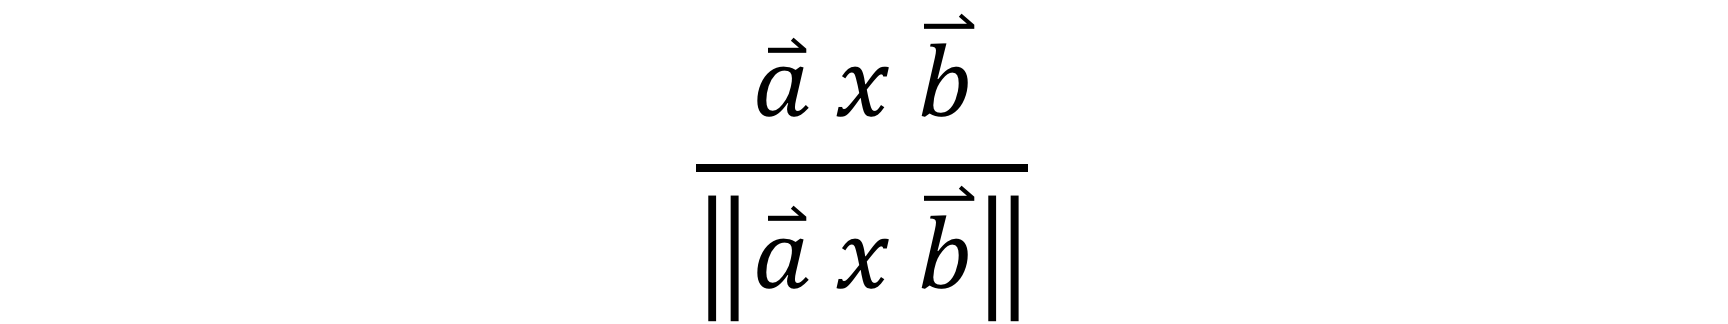 a⃗ x b⃗
‖a⃗ x b⃗‖